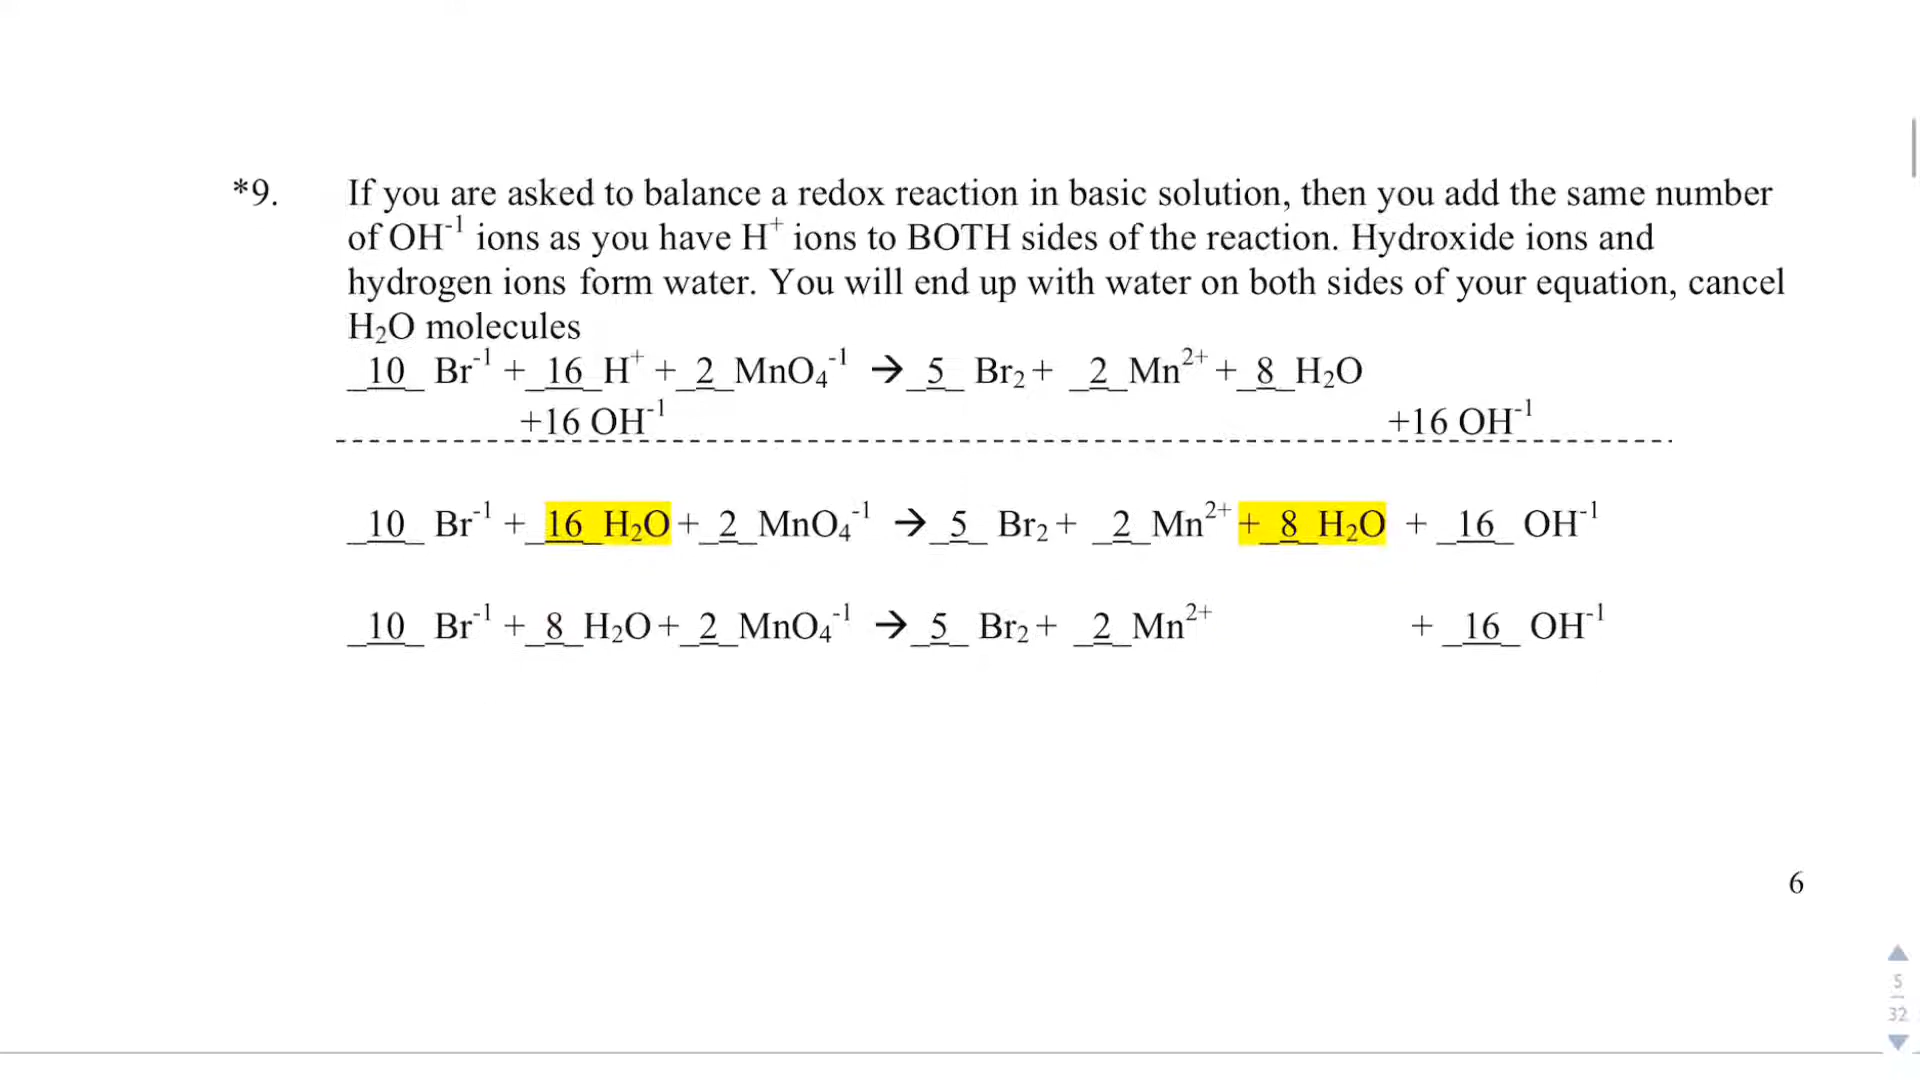 *9. If you are asked to balance a redox reaction in basic solution, then you add the same number
of OH⁻¹ ions as you have H⁺ ions to BOTH sides of the reaction. Hydroxide ions and
hydrogen ions form water. You will end up with water on both sides of your equation, cancel
H₂O molecules
_10_ Br⁻¹ +_16_H⁺ +_2_MnO₄⁻¹ →_5_ Br₂+ _2_Mn²⁺ +_8_H₂O
+16 OH⁻¹ +16 OH⁻¹
_10_ Br⁻¹ +_16_H₂O+_2_MnO₄⁻¹ →_5_ Br₂+ _2_Mn²⁺+_8_H₂O + _16_ OH⁻¹
_10_ Br⁻¹ +_8_H₂O+_2_MnO₄⁻¹ →_5_ Br₂+ _2_Mn²⁺ + _16_ OH⁻¹
6
5
32